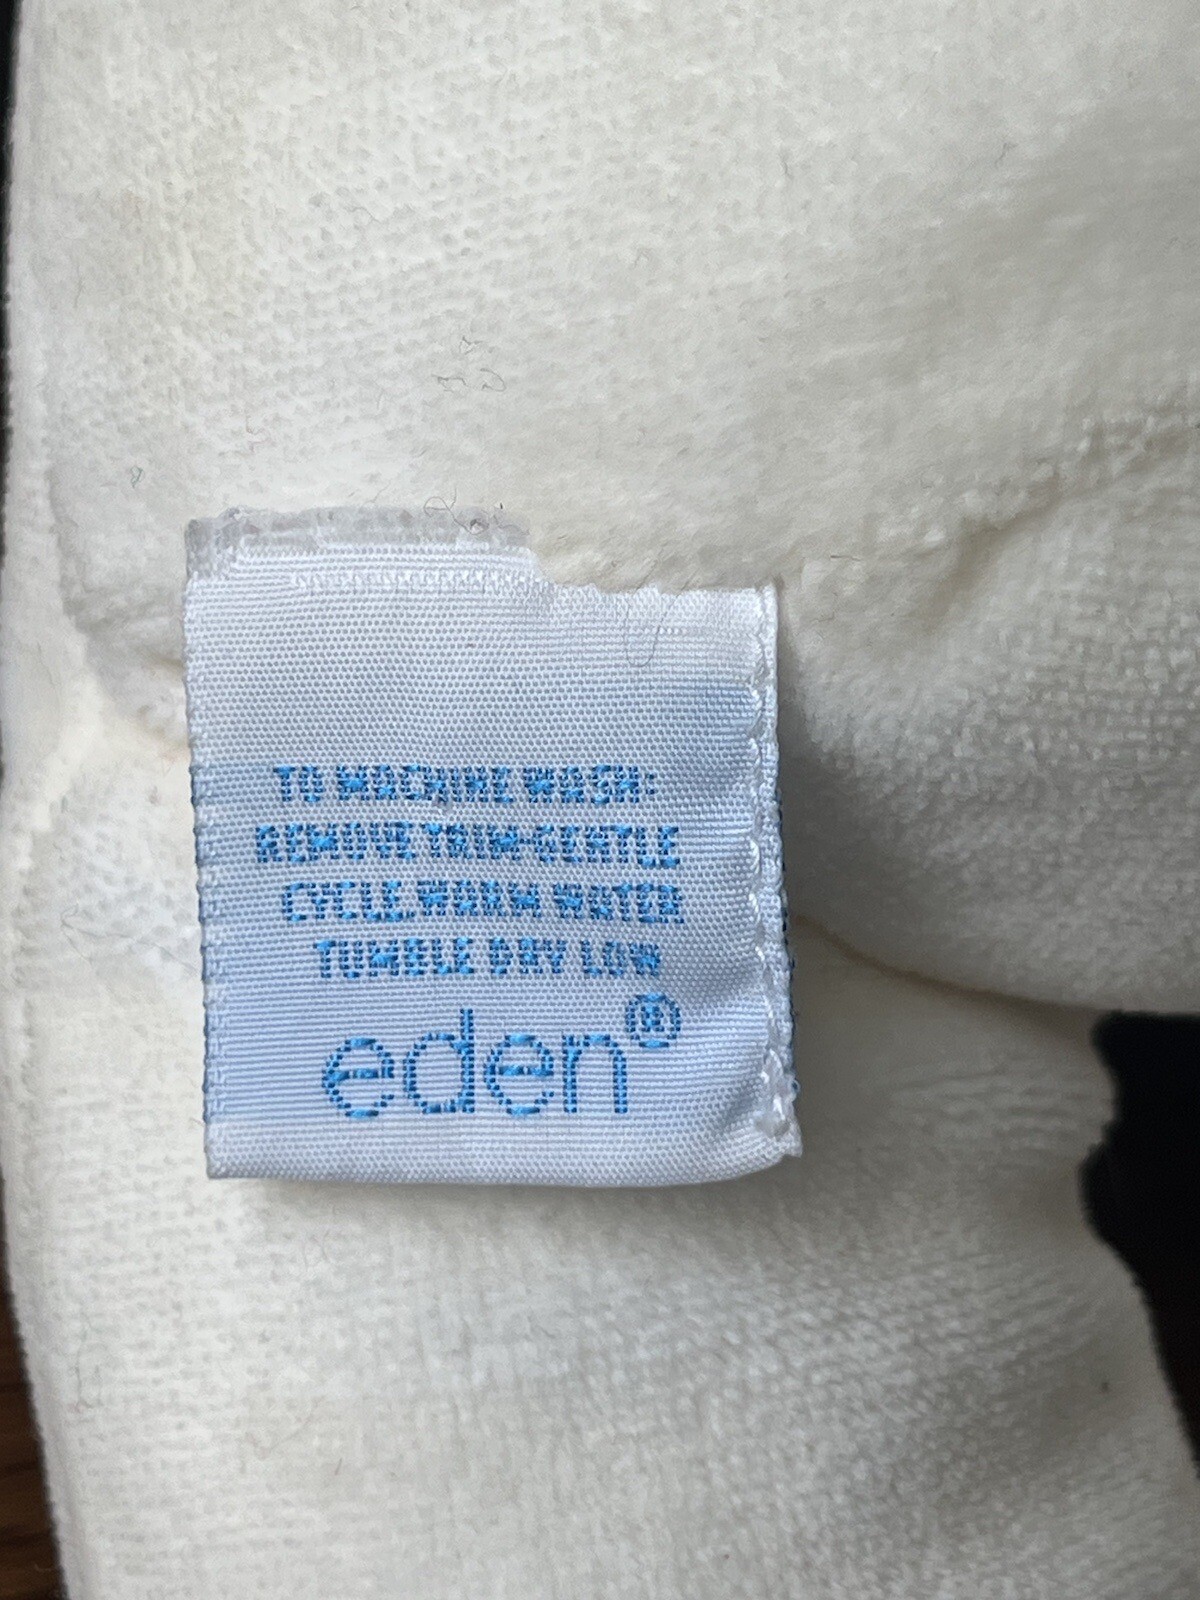 TO MACHINE WASH:
REMOVE TRIM-GENTLE
CYCLE.WARM WATER
TUMBLE DRY LOW
eden®